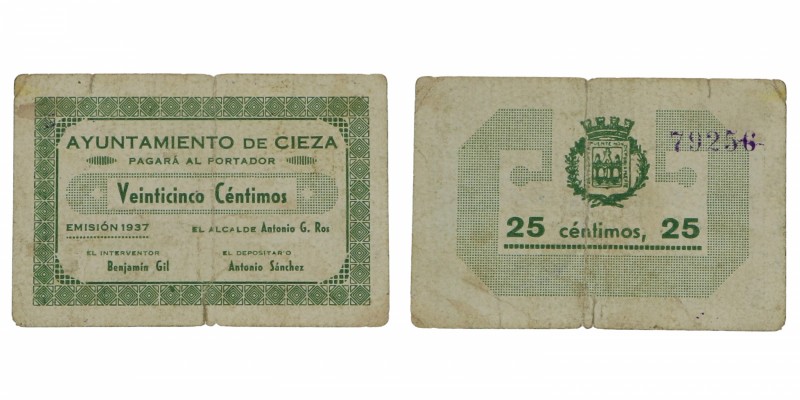 AYUNTAMIENTO DE CIEZA
PAGARÁ AL PORTADOR
Veinticinco Céntimos
EMISIÓN 1937
EL ALCALDE Antonio G. Ros
EL INTERVENTOR
Benjamín Gil
EL DEPOSITARIO
Antonio Sánchez
79256
25 céntimos, 25